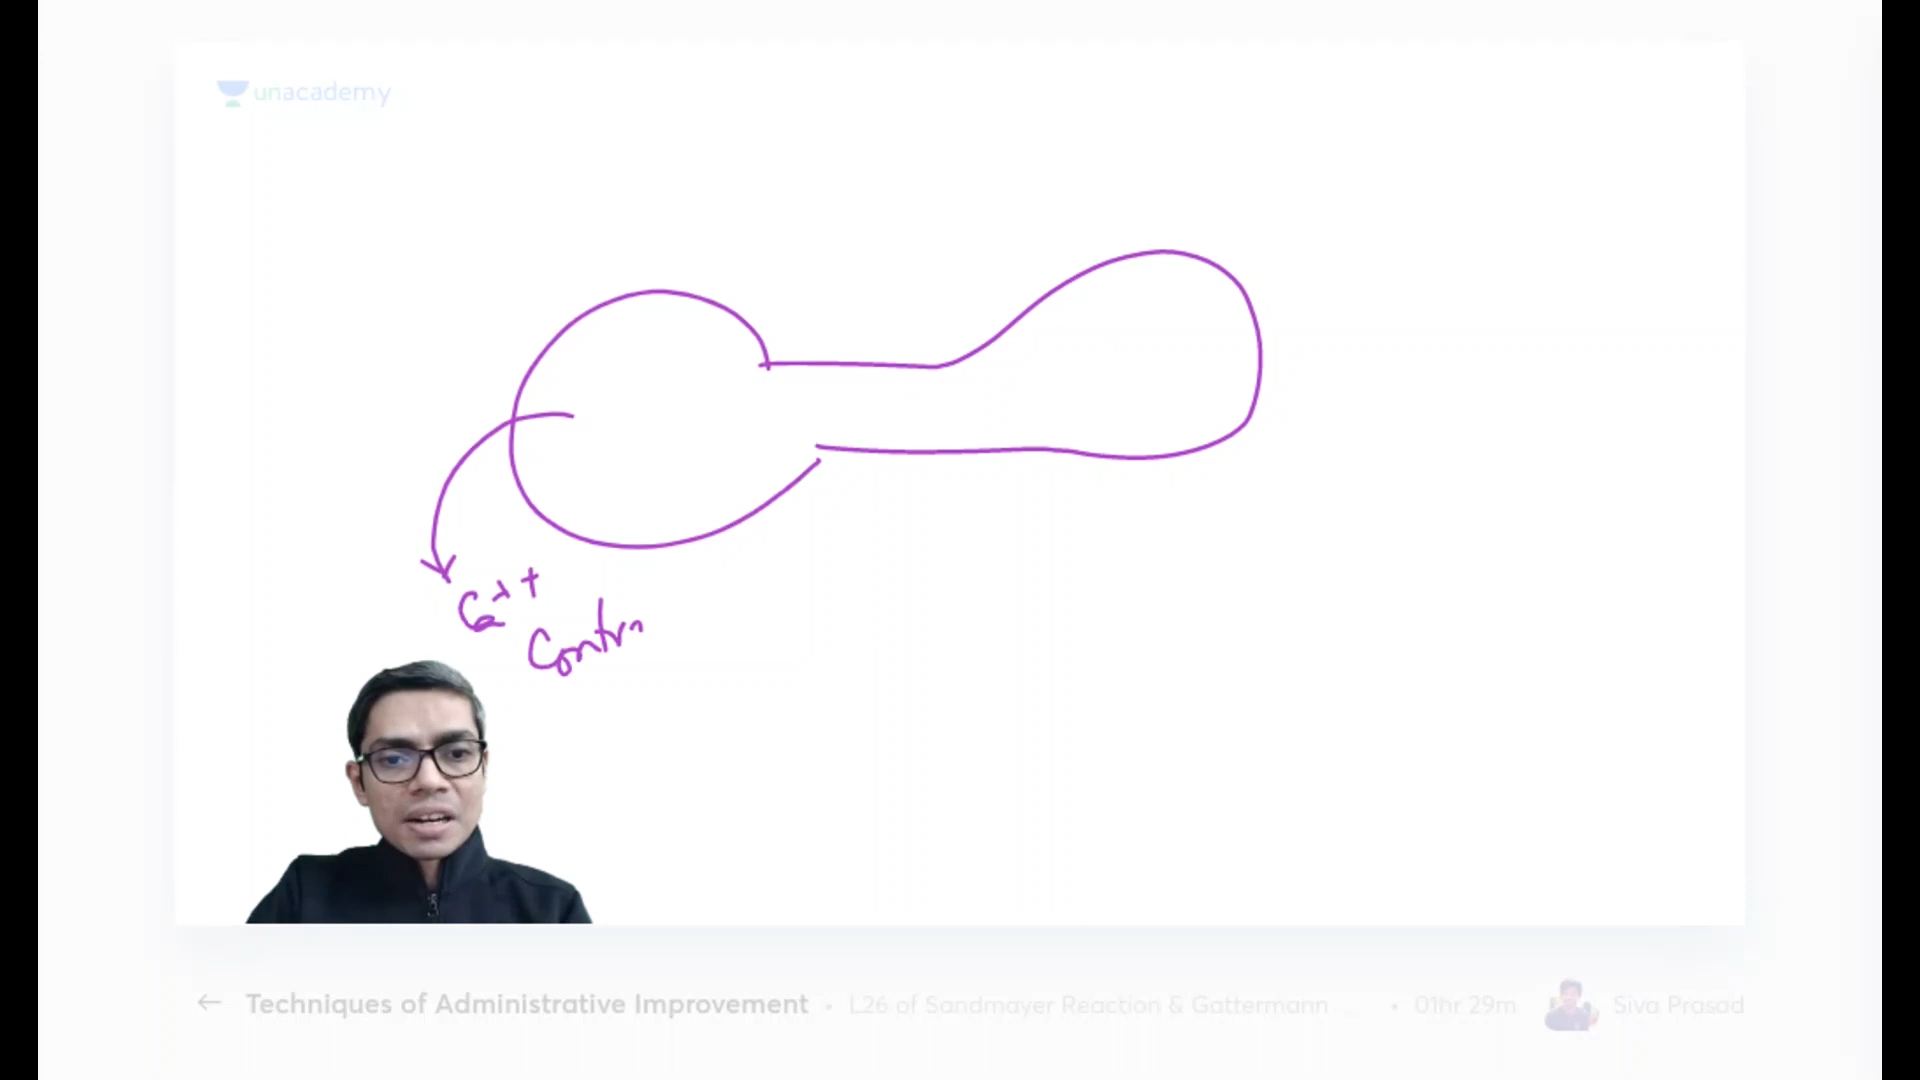 unacademy
Ca2+
Contr
← Techniques of Administrative Improvement • L26 of Sandmayer Reaction & Gattermann ... • 01hr 29m Siva Prasad